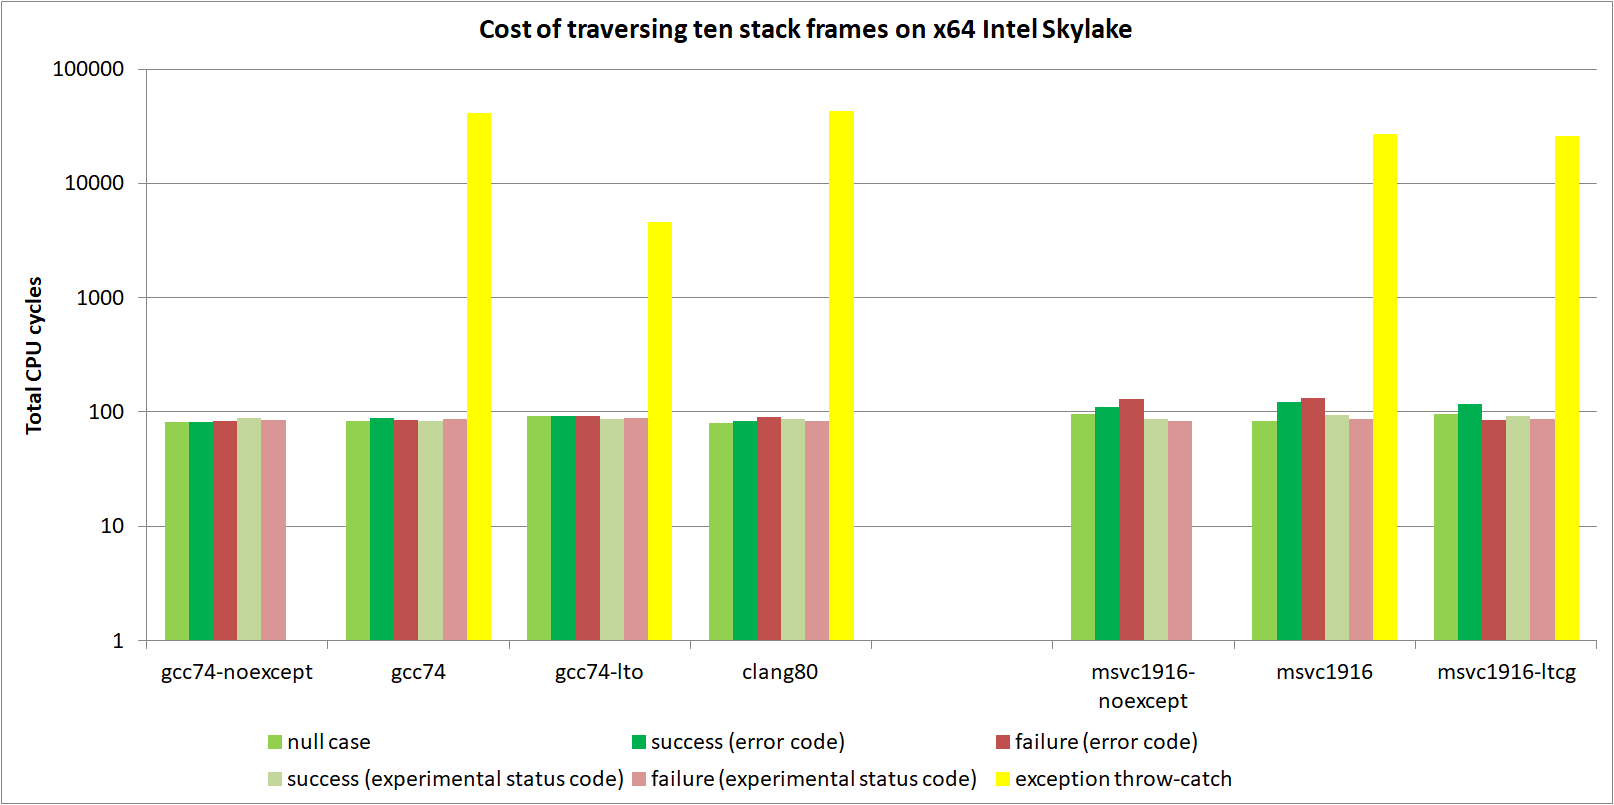 Cost of traversing ten stack frames on x64 Intel Skylake
Total CPU cycles
100000
10000
1000
100
10
1
gcc74-noexcept
gcc74
gcc74-lto
clang80
msvc1916-
noexcept
msvc1916
msvc1916-ltcg
null case
success (error code)
failure (error code)
success (experimental status code)
failure (experimental status code)
exception throw-catch